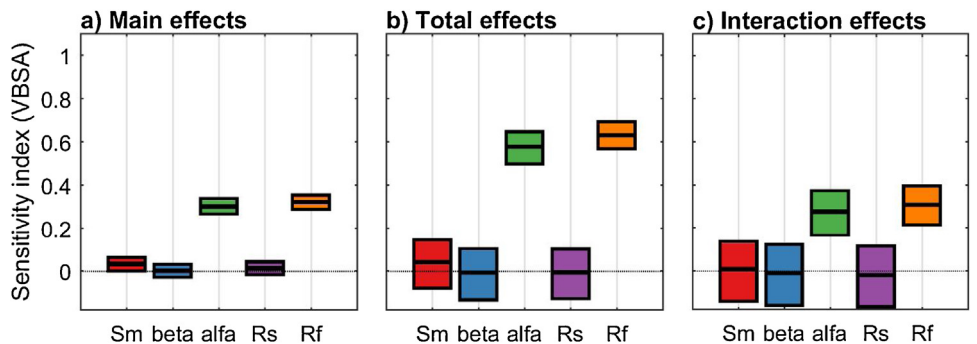 a) Main effects
b) Total effects
c) Interaction effects
Sensitivity index (VBSA)
1
0.8
0.6
0.4
0.2
0
Sm beta alfa Rs Rf
Sm beta alfa Rs Rf
Sm beta alfa Rs Rf